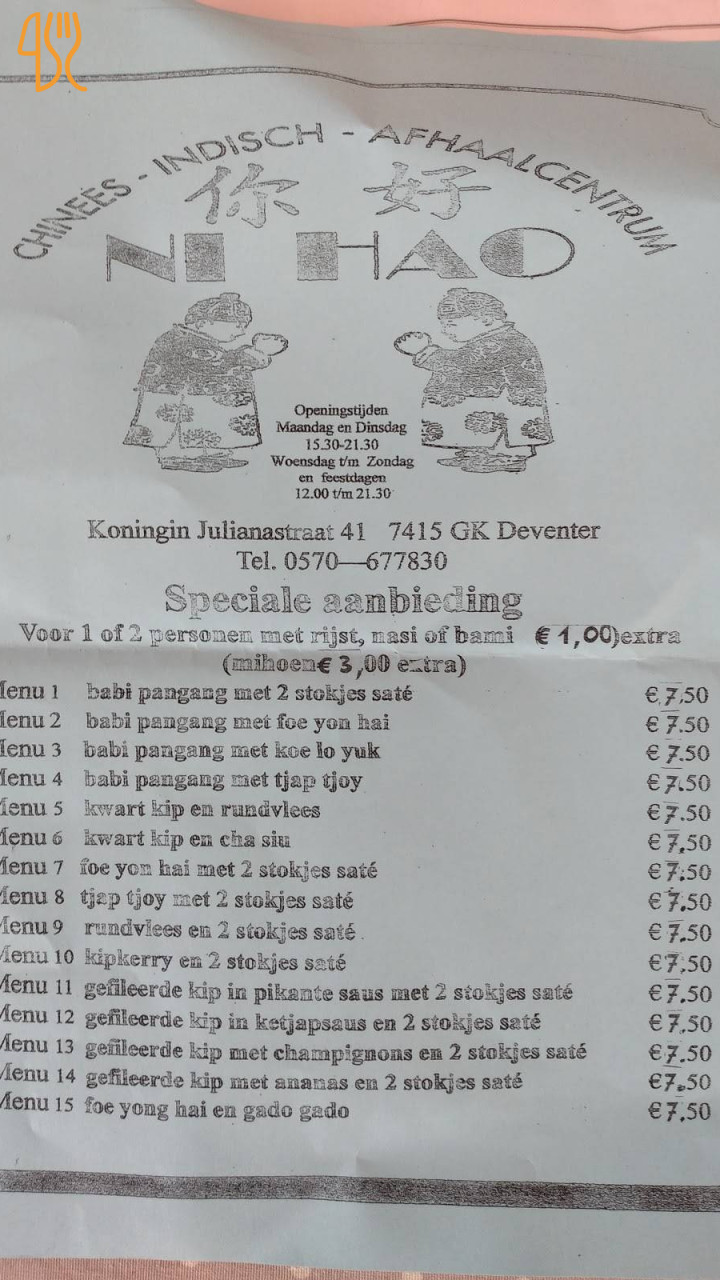 CHINEES - INDISCH - AFHAALCENTRUM
你 好
NI HAO
Openingstijden
Maandag en Dinsdag
15.30-21.30
Woensdag t/m Zondag
en feestdagen
12.00 t/m 21.30
Koningin Julianastraat 41 7415 GK Deventer
Tel. 0570—677830
Speciale aanbieding
Voor 1 of 2 personen met rijst, nasi of bami € 1,00)extra
(mihoen€ 3,00 extra)
Menu 1 babi pangang met 2 stokjes saté € 7,50
Menu 2 babi pangang met foe yon hai € 7.50
Menu 3 babi pangang met koe lo yuk € 7.50
Menu 4 babi pangang met tjap tjoy € 7.50
Menu 5 kwart kip en rundvlees € 7.50
Menu 6 kwart kip en cha siu € 7,50
Menu 7 foe yon hai met 2 stokjes saté € 7.50
Menu 8 tjap tjoy met 2 stokjes saté € 7.50
Menu 9 rundvlees en 2 stokjes saté € 7.50
Menu 10 kipkerry en 2 stokjes saté € 7,50
Menu 11 gefileerde kip in pikante saus met 2 stokjes saté € 7.50
Menu 12 gefileerde kip in ketjapsaus en 2 stokjes saté € 7,50
Menu 13 gefileerde kip met champignons en 2 stokjes saté € 7.50
Menu 14 gefileerde kip met ananas en 2 stokjes saté €7.50
Menu 15 foe yong hai en gado gado € 7.50